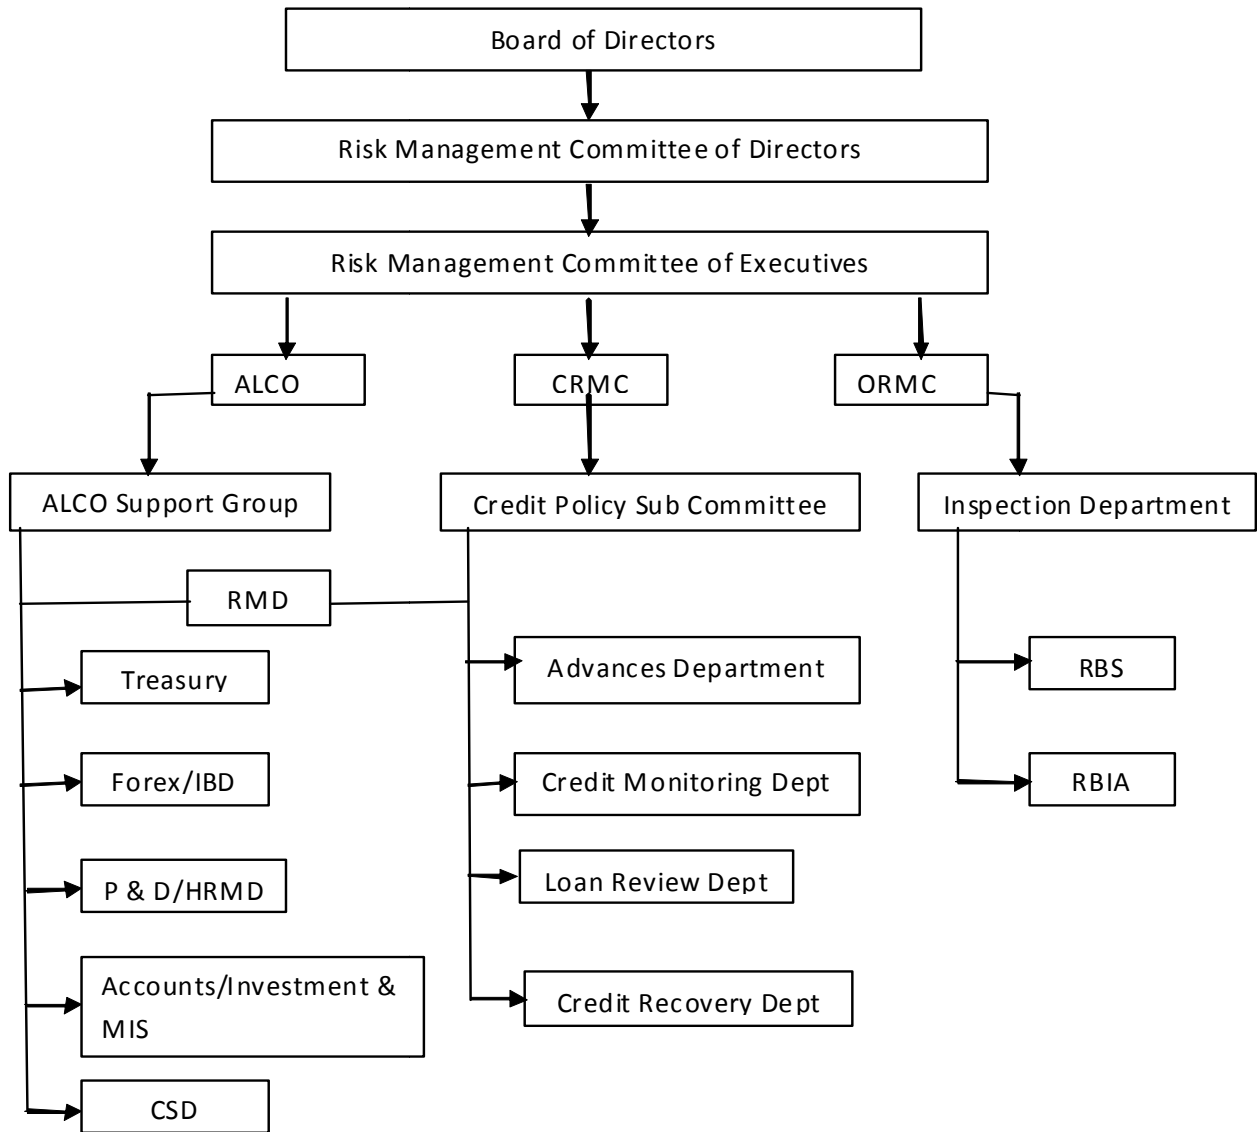 Board of Directors
Risk Management Committee of Directors
Risk Management Committee of Executives
ALCO
CRMC
ORMC
ALCO Support Group
Credit Policy Sub Committee
Inspection Department
RMD
Treasury
Advances Department
RBS
Forex/IBD
Credit Monitoring Dept
RBIA
P & D/HRMD
Loan Review Dept
Accounts/Investment &
MIS
Credit Recovery Dept
CSD